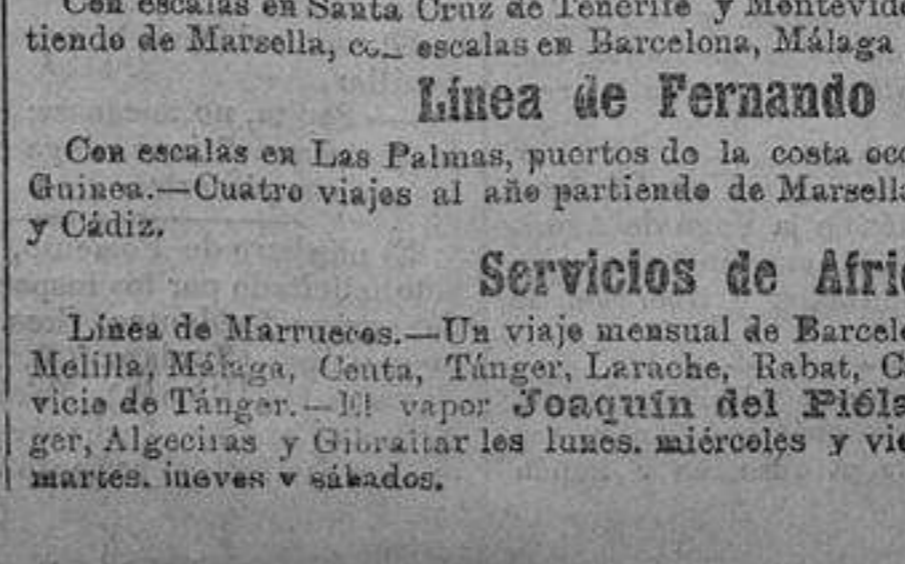 Con escalas en Santa Cruz de Tenerife y Montevide
tiendo de Marsella, con escalas en Barcelona, Málaga
Línea de Fernando
Con escalas en Las Palmas, puertos de la costa occ
Guinea.—Cuatro viajes al año partiendo de Marsella
y Cádiz.
Servicios de Afri
Línea de Marruecos.—Un viaje mensual de Barcel
Melilla, Málaga, Ceuta, Tánger, Larache, Rabat, C
vicio de Tánger.—El vapor Joaquín del Piéla
ger, Algeciras y Gibraltar los lunes. miércoles y vie
martes. jueves y sábados.